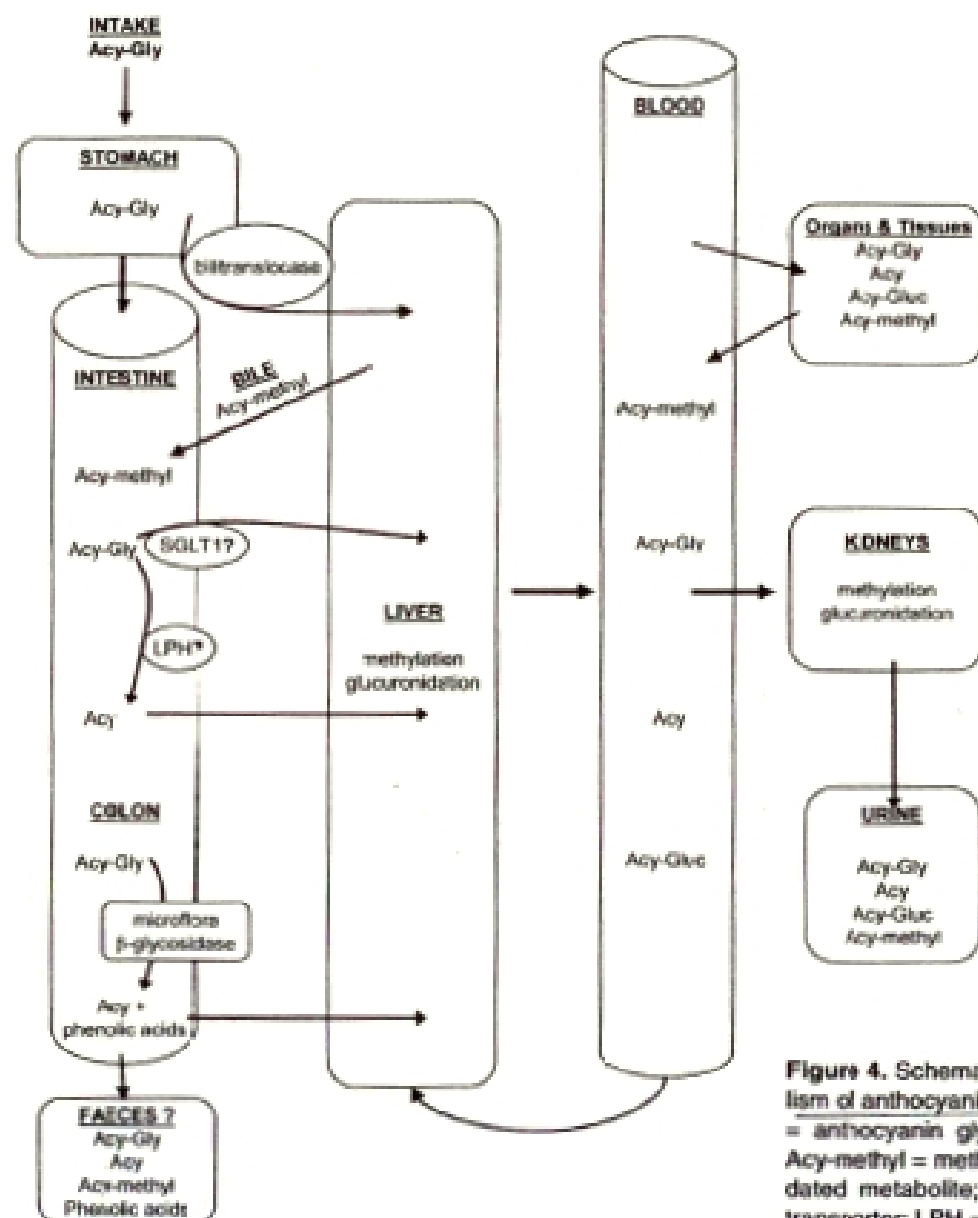 INTAKE
Acy-Gly
STOMACH
Acy-Gly
bilitranslocase
INTESTINE
BILE
Acy-methyl
Acy-methyl
Acy-Gly
SGLT1?
LPH*
Acy
COLON
Acy-Gly
microflora
β-glycosidase
Acy +
phenolic acids
FAECES ?
Acy-Gly
Acy
Acy-methyl
Phenolic acids
LIVER
methylation
glucuronidation
BLOOD
Acy-methyl
Acy-Gly
Acy
Acy-Gluc
Organs & Tissues
Acy-Gly
Acy
Acy-Gluc
Acy-methyl
KIDNEYS
methylation
glucuronidation
URINE
Acy-Gly
Acy
Acy-Gluc
Acy-methyl
Figure 4. Schema
lism of anthocyani
= anthocyanin gly
Acy-methyl = meth
dated metabolite;